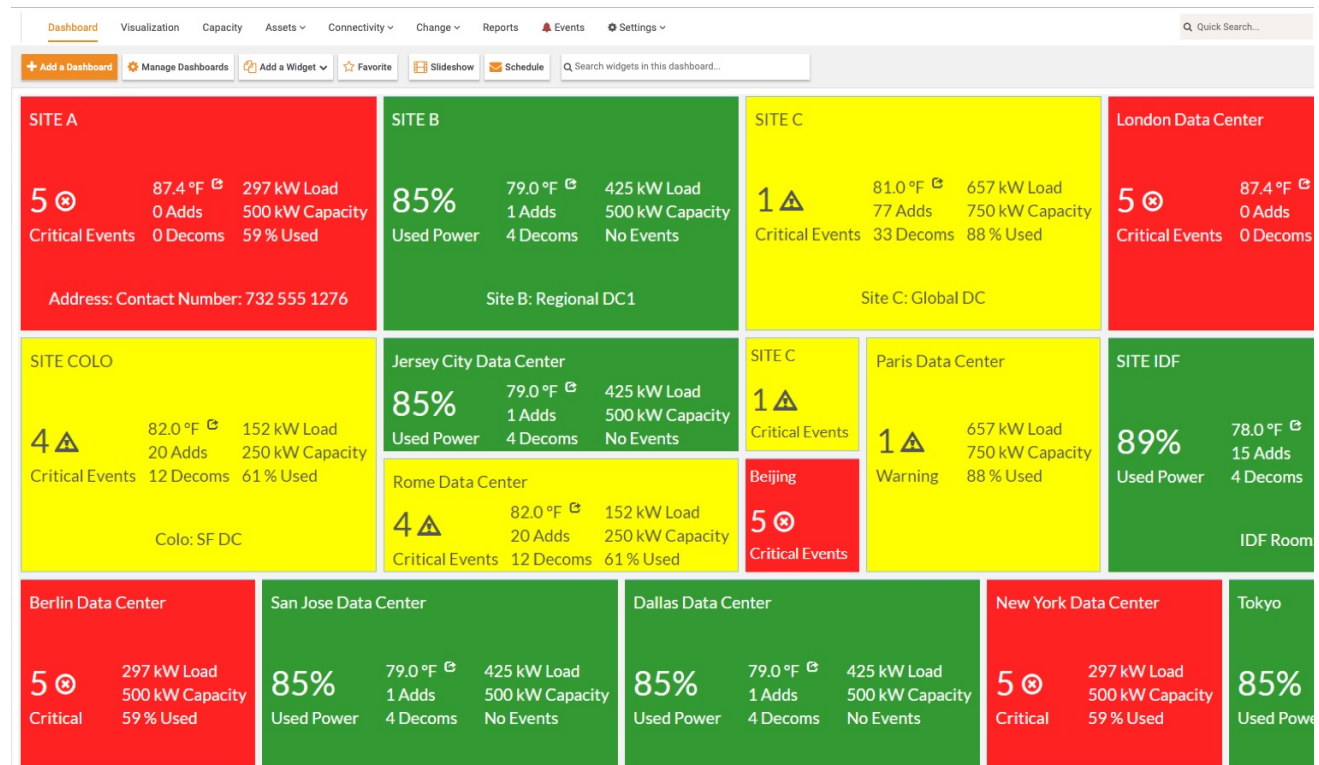 Dashboard Visualization Capacity Assets Connectivity Change Reports Events Settings Quick Search...
Add a Dashboard Manage Dashboards Add a Widget Favorite Slideshow Schedule Search widgets in this dashboard...
SITE A
5
Critical Events
87.4 °F
0 Adds
0 Decoms
297 kW Load
500 kW Capacity
59 % Used
Address: Contact Number: 732 555 1276
SITE B
85%
Used Power
79.0 °F
1 Adds
4 Decoms
425 kW Load
500 kW Capacity
No Events
Site B: Regional DC1
SITE C
1
Critical Events
81.0 °F
77 Adds
33 Decoms
657 kW Load
750 kW Capacity
88 % Used
Site C: Global DC
London Data Center
5
Critical Events
87.4 °F
0 Adds
0 Decoms
SITE COLO
4
Critical Events
82.0 °F
20 Adds
12 Decoms
152 kW Load
250 kW Capacity
61 % Used
Colo: SF DC
Jersey City Data Center
85%
Used Power
79.0 °F
1 Adds
4 Decoms
425 kW Load
500 kW Capacity
No Events
Rome Data Center
4
Critical Events
82.0 °F
20 Adds
12 Decoms
152 kW Load
250 kW Capacity
61 % Used
SITE C
1
Critical Events
Beijing
5
Critical Events
Paris Data Center
1
Warning
657 kW Load
750 kW Capacity
88 % Used
SITE IDF
89%
Used Power
78.0 °F
15 Adds
4 Decoms
IDF Room
Berlin Data Center
5
Critical
297 kW Load
500 kW Capacity
59 % Used
San Jose Data Center
85%
Used Power
79.0 °F
1 Adds
4 Decoms
425 kW Load
500 kW Capacity
No Events
Dallas Data Center
85%
Used Power
79.0 °F
1 Adds
4 Decoms
425 kW Load
500 kW Capacity
No Events
New York Data Center
5
Critical
297 kW Load
500 kW Capacity
59 % Used
Tokyo
85%
Used